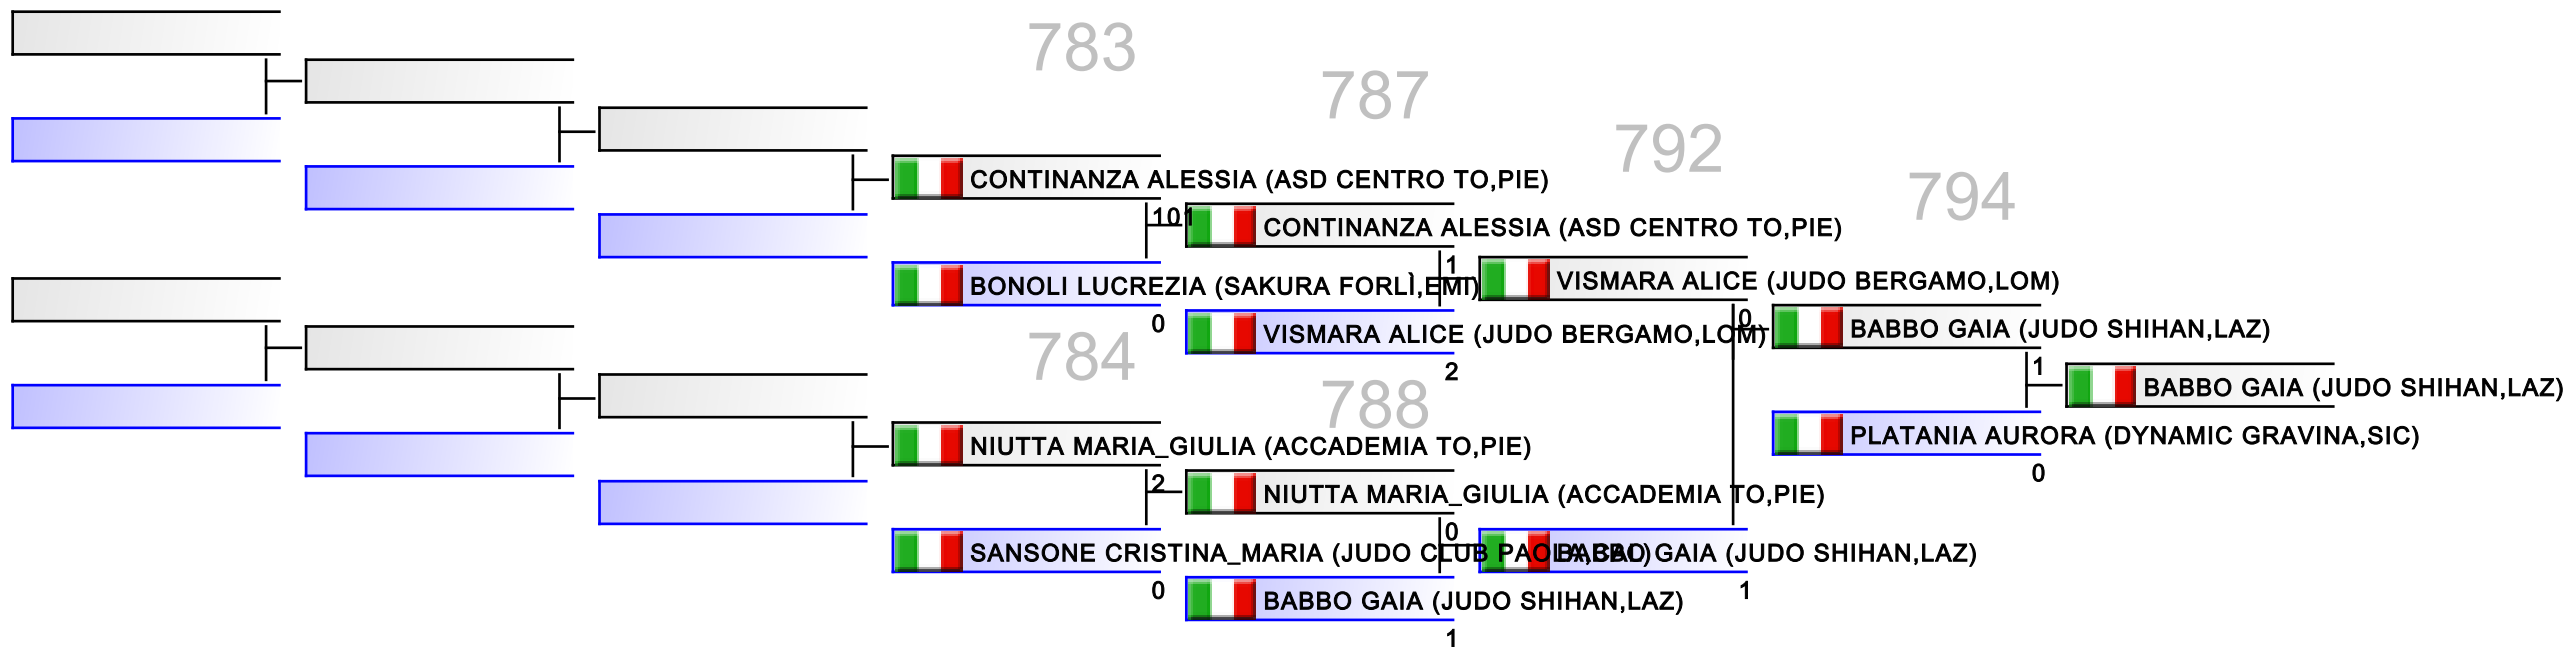 783
787
792
794
CONTINANZA ALESSIA (ASD CENTRO TO,PIE)
101
CONTINANZA ALESSIA (ASD CENTRO TO,PIE)
1
BONOLI LUCREZIA (SAKURA FORLÌ,EMI)
0
VISMARA ALICE (JUDO BERGAMO,LOM)
2
VISMARA ALICE (JUDO BERGAMO,LOM)
0
BABBO GAIA (JUDO SHIHAN,LAZ)
1
BABBO GAIA (JUDO SHIHAN,LAZ)
PLATANIA AURORA (DYNAMIC GRAVINA,SIC)
0
784
788
NIUTTA MARIA_GIULIA (ACCADEMIA TO,PIE)
2
NIUTTA MARIA_GIULIA (ACCADEMIA TO,PIE)
0
SANSONE CRISTINA_MARIA (JUDO CLUB PAOLA,CAL)
0
BABBO GAIA (JUDO SHIHAN,LAZ)
1
BABBO GAIA (JUDO SHIHAN,LAZ)
1